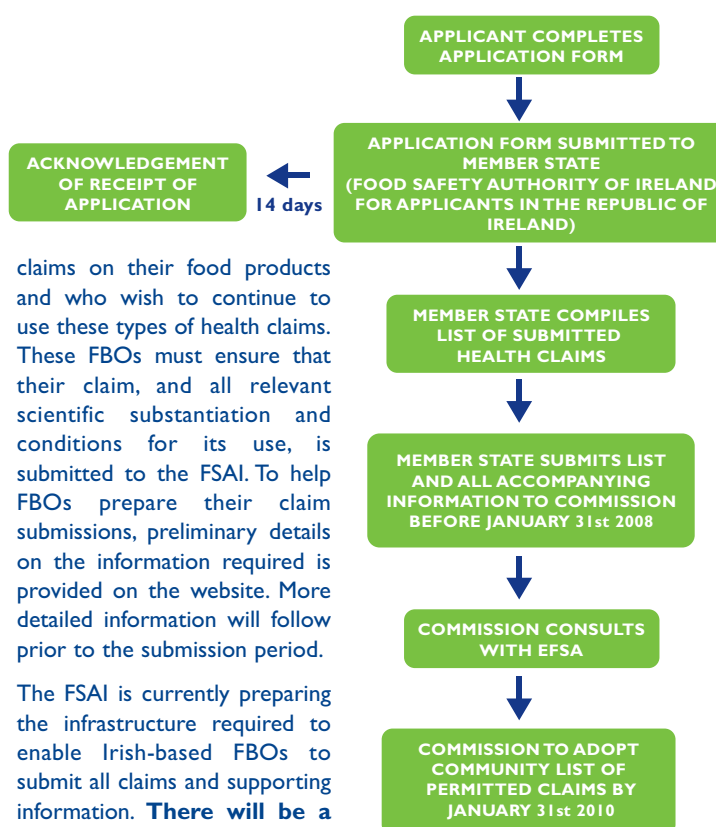 APPLICANT COMPLETES
APPLICATION FORM
APPLICATION FORM SUBMITTED TO
MEMBER STATE
(FOOD SAFETY AUTHORITY OF IRELAND
FOR APPLICANTS IN THE REPUBLIC OF
IRELAND)
14 days
ACKNOWLEDGEMENT
OF RECEIPT OF
APPLICATION
MEMBER STATE COMPILES
LIST OF SUBMITTED
HEALTH CLAIMS
MEMBER STATE SUBMITS LIST
AND ALL ACCOMPANYING
INFORMATION TO COMMISSION
BEFORE JANUARY 31st 2008
COMMISSION CONSULTS
WITH EFSA
COMMISSION TO ADOPT
COMMUNITY LIST OF
PERMITTED CLAIMS BY
JANUARY 31st 2010
claims on their food products
and who wish to continue to
use these types of health claims.
These FBOs must ensure that
their claim, and all relevant
scientific substantiation and
conditions for its use, is
submitted to the FSAI. To help
FBOs prepare their claim
submissions, preliminary details
on the information required is
provided on the website. More
detailed information will follow
prior to the submission period.
The FSAI is currently preparing
the infrastructure required to
enable Irish-based FBOs to
submit all claims and supporting
information. There will be a